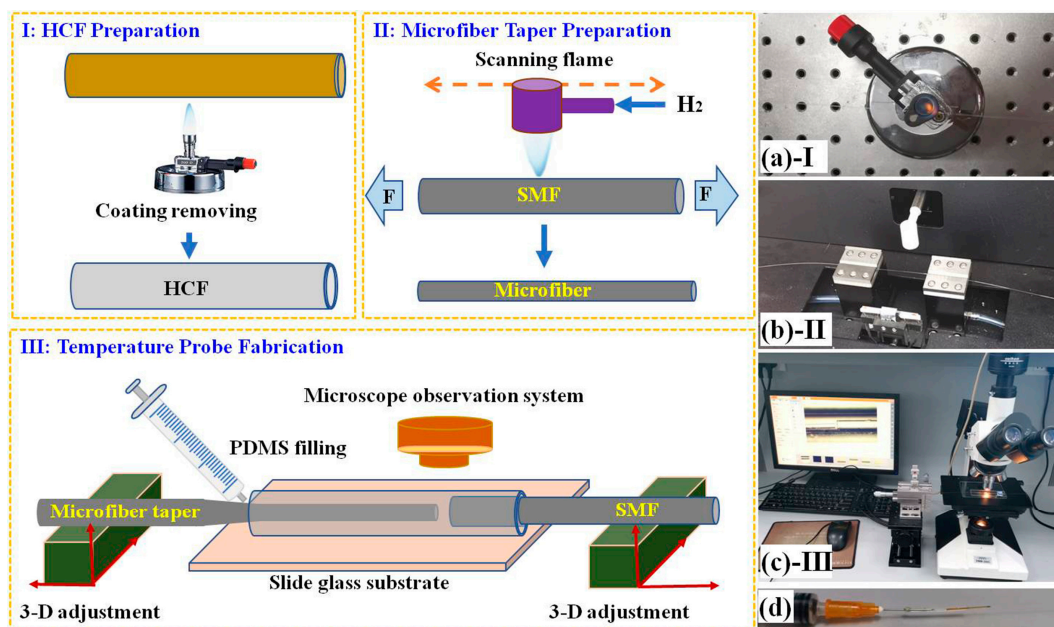 I: HCF Preparation
Coating removing
HCF
II: Microfiber Taper Preparation
Scanning flame
H2
F
SMF
F
Microfiber
III: Temperature Probe Fabrication
Microscope observation system
PDMS filling
Microfiber taper
SMF
Slide glass substrate
3-D adjustment
3-D adjustment
(a)-I
(b)-II
(c)-III
(d)